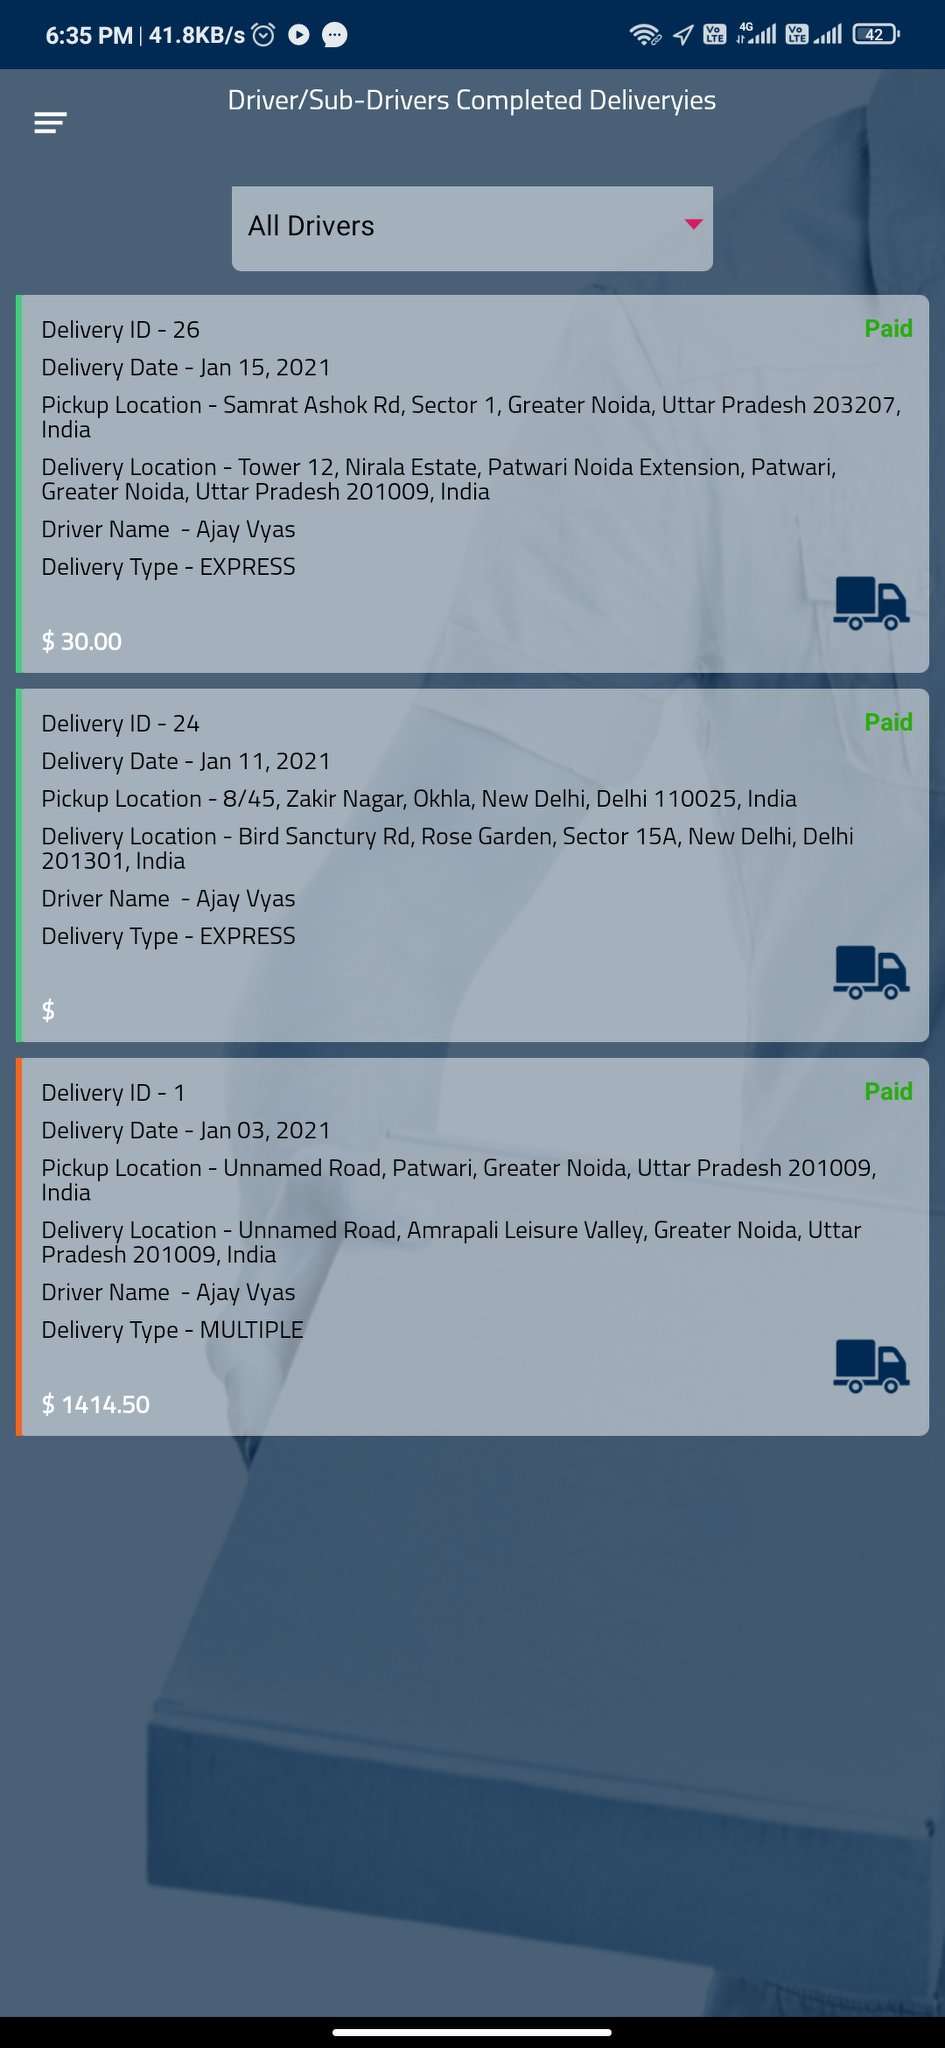 6:35 PM | 41.8KB/s
Vo LTE 4G Vo LTE 42
Driver/Sub-Drivers Completed Deliveryies
All Drivers
Delivery ID - 26 Paid
Delivery Date - Jan 15, 2021
Pickup Location - Samrat Ashok Rd, Sector 1, Greater Noida, Uttar Pradesh 203207,
India
Delivery Location - Tower 12, Nirala Estate, Patwari Noida Extension, Patwari,
Greater Noida, Uttar Pradesh 201009, India
Driver Name  - Ajay Vyas
Delivery Type - EXPRESS
$ 30.00
Delivery ID - 24 Paid
Delivery Date - Jan 11, 2021
Pickup Location - 8/45, Zakir Nagar, Okhla, New Delhi, Delhi 110025, India
Delivery Location - Bird Sanctury Rd, Rose Garden, Sector 15A, New Delhi, Delhi
201301, India
Driver Name  - Ajay Vyas
Delivery Type - EXPRESS
$
Delivery ID - 1 Paid
Delivery Date - Jan 03, 2021
Pickup Location - Unnamed Road, Patwari, Greater Noida, Uttar Pradesh 201009,
India
Delivery Location - Unnamed Road, Amrapali Leisure Valley, Greater Noida, Uttar
Pradesh 201009, India
Driver Name  - Ajay Vyas
Delivery Type - MULTIPLE
$ 1414.50